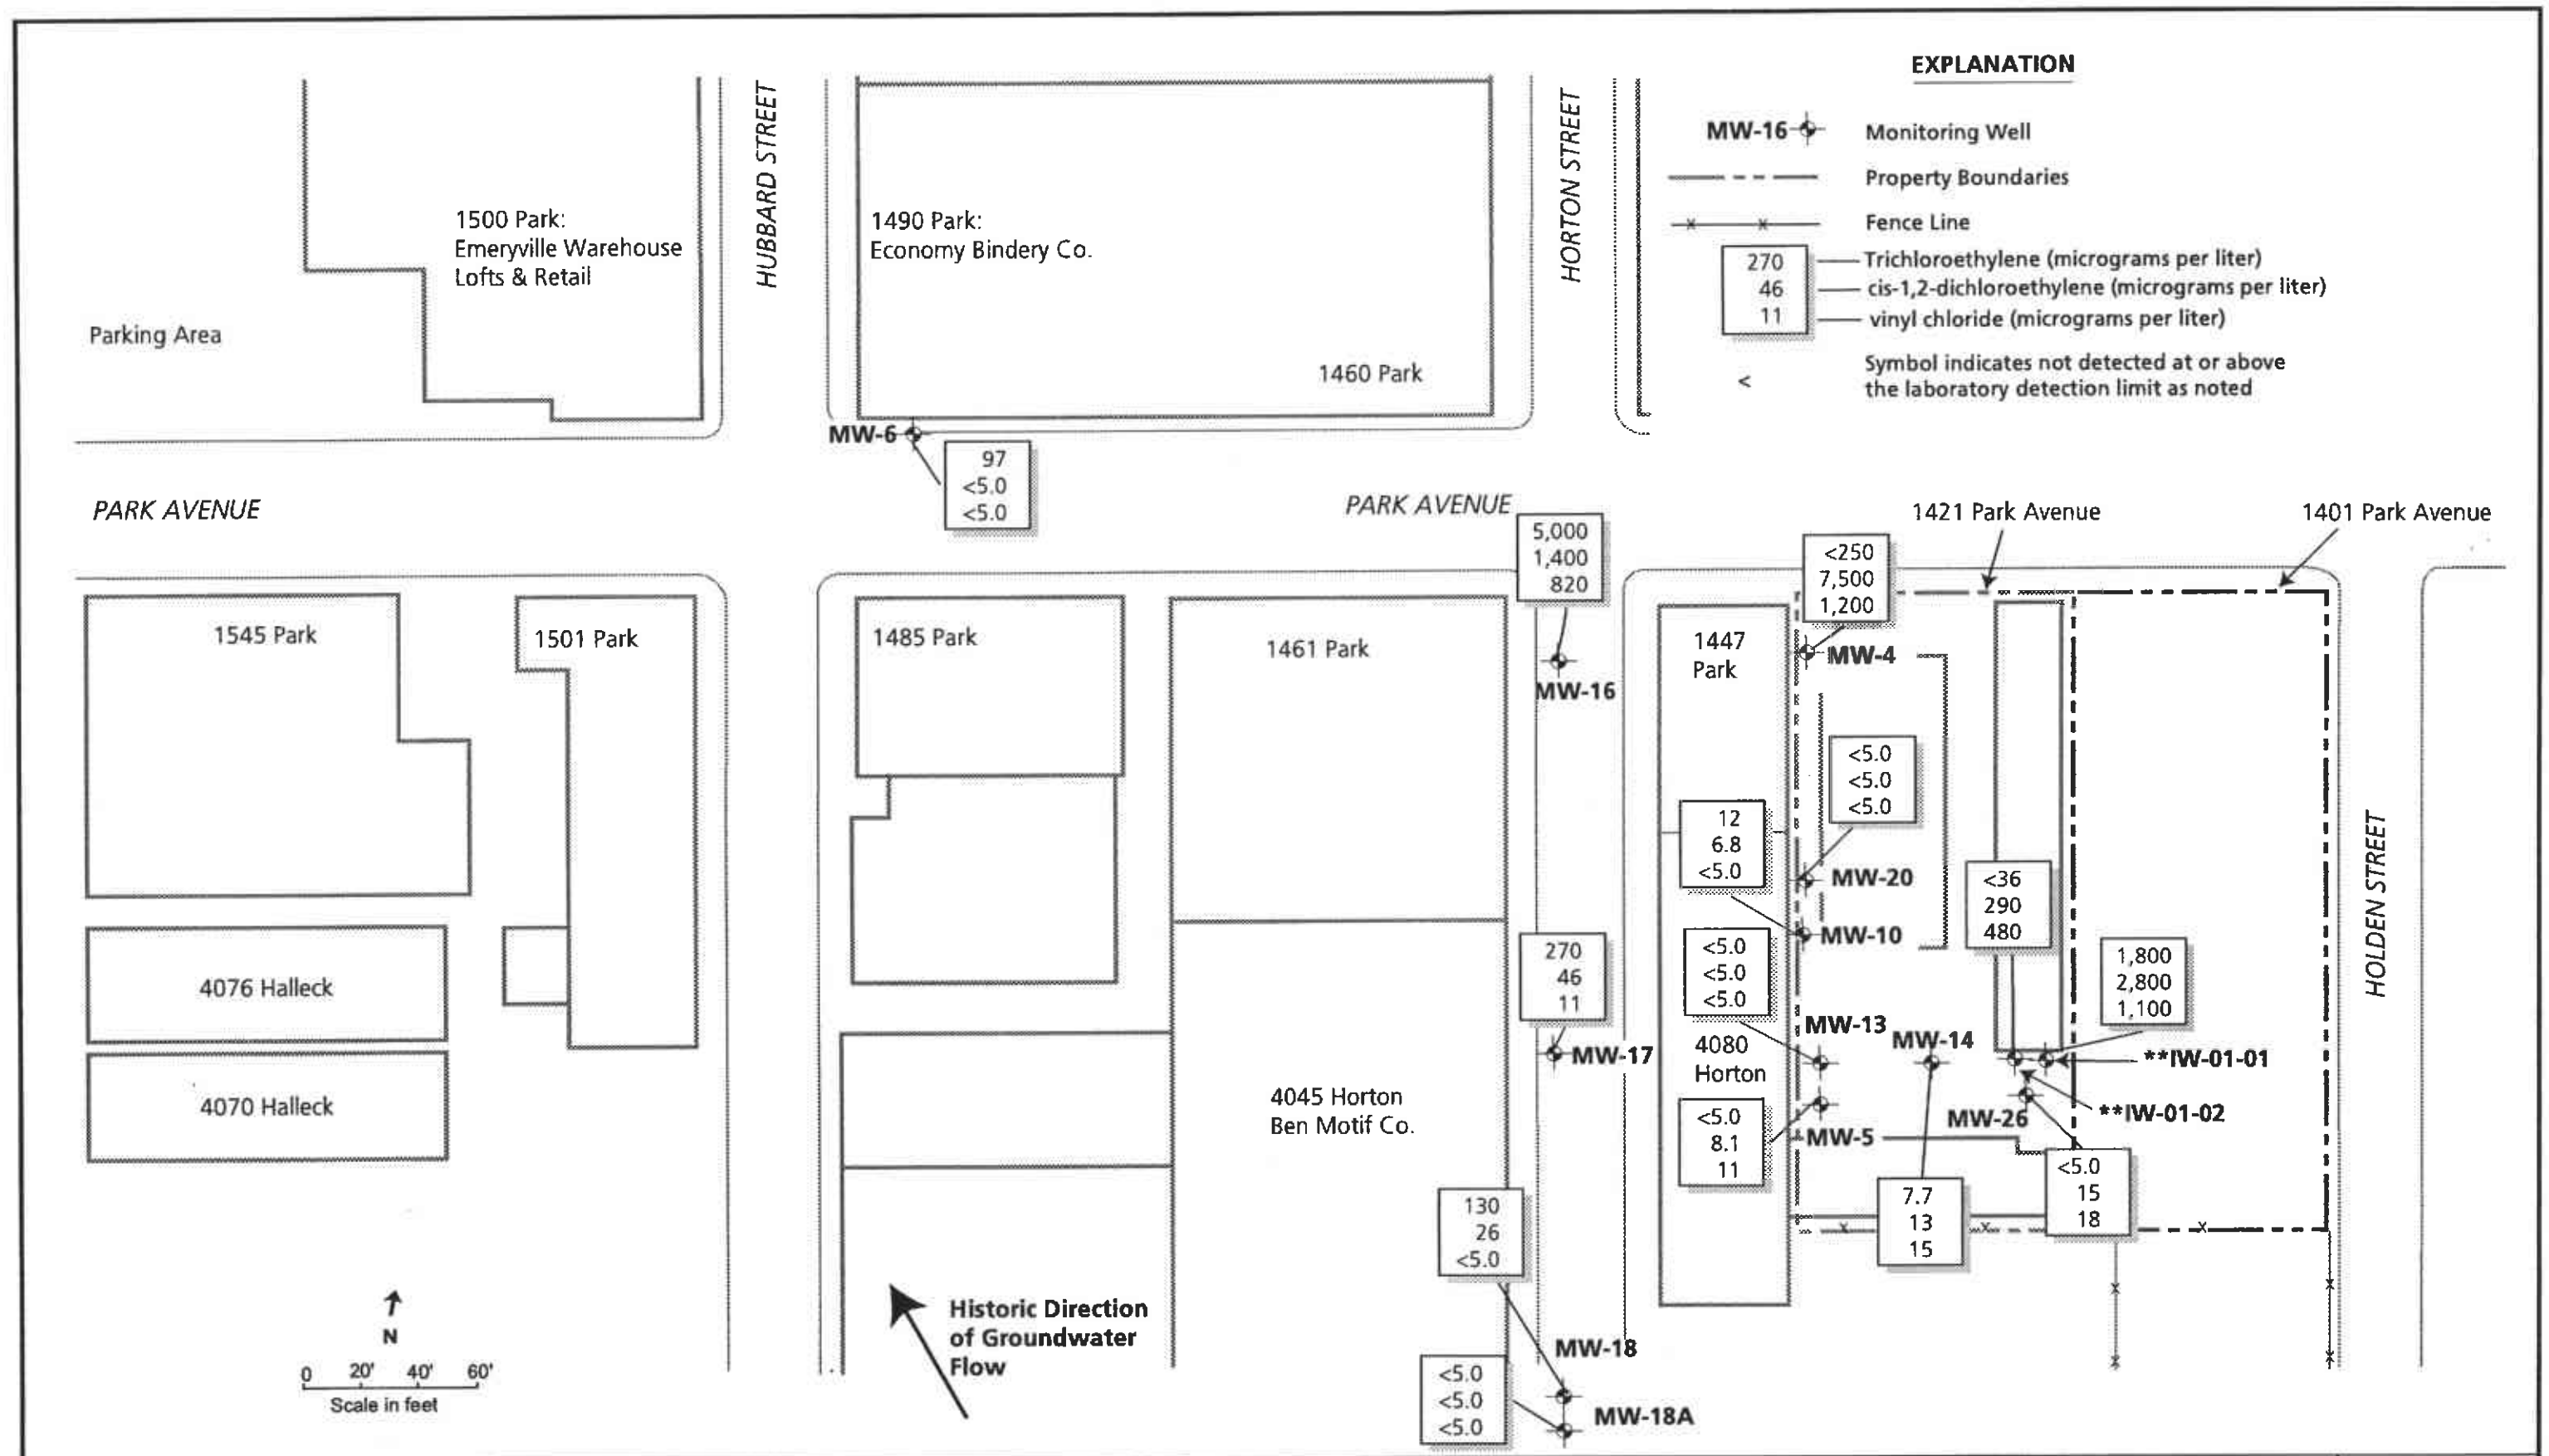 EXPLANATION
MW-16
Monitoring Well
Property Boundaries
Fence Line
270
46
11
Trichloroethylene (micrograms per liter)
cis-1,2-dichloroethylene (micrograms per liter)
vinyl chloride (micrograms per liter)
<
Symbol indicates not detected at or above
the laboratory detection limit as noted
HUBBARD STREET
HORTON STREET
1500 Park:
Emeryville Warehouse
Lofts & Retail
Parking Area
1490 Park:
Economy Bindery Co.
1460 Park
MW-6
97
<5.0
<5.0
PARK AVENUE
PARK AVENUE
1421 Park Avenue
1401 Park Avenue
5,000
1,400
820
MW-16
<250
7,500
1,200
MW-4
1545 Park
1501 Park
1485 Park
1461 Park
1447
Park
<5.0
<5.0
<5.0
MW-20
12
6.8
<5.0
MW-10
<36
290
480
HOLDEN STREET
<5.0
<5.0
<5.0
MW-13
270
46
11
MW-17
1,800
2,800
1,100
4076 Halleck
4080
Horton
MW-14
**IW-01-01
**IW-01-02
MW-26
4070 Halleck
4045 Horton
Ben Motif Co.
<5.0
8.1
11
MW-5
<5.0
15
18
7.7
13
15
130
26
<5.0
MW-18
<5.0
<5.0
<5.0
MW-18A
Historic Direction
of Groundwater
Flow
N
0 20' 40' 60'
Scale in feet